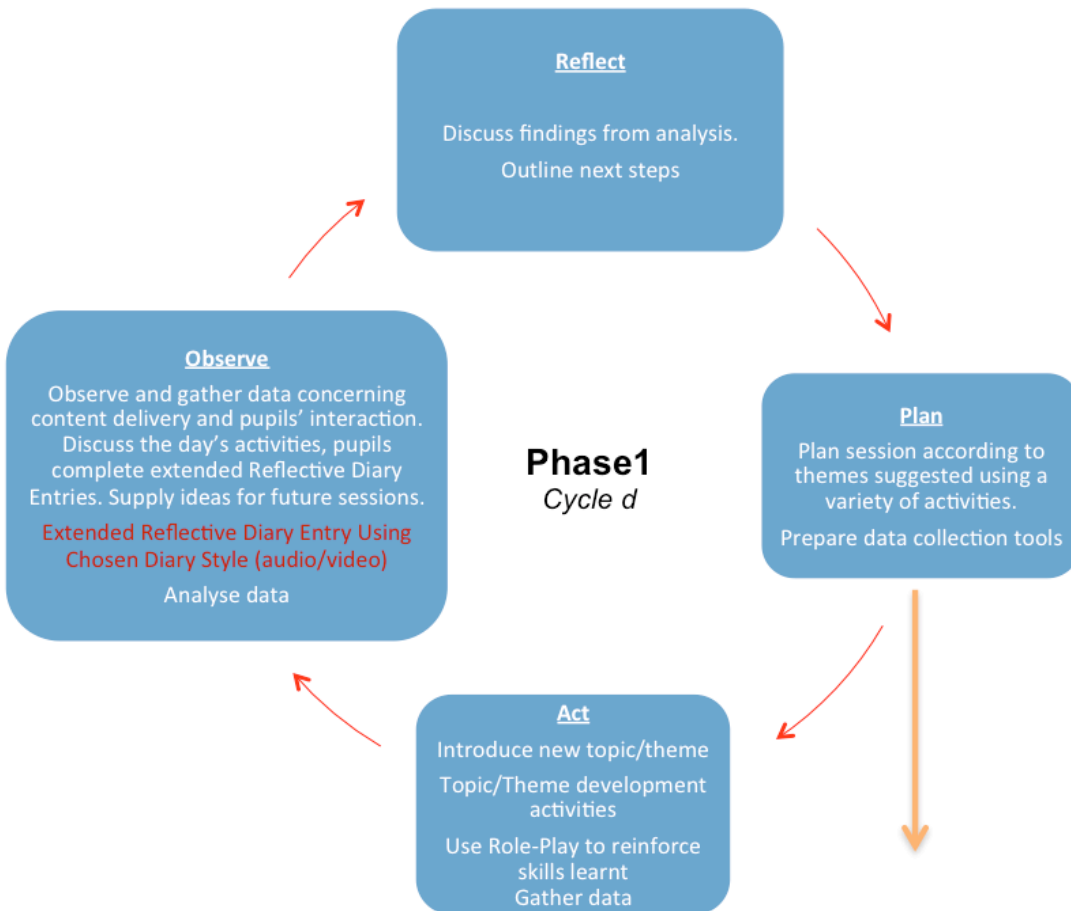 Reflect
Discuss findings from analysis.
Outline next steps
Observe
Observe and gather data concerning
content delivery and pupils' interaction.
Discuss the day's activities, pupils
complete extended Reflective Diary
Entries. Supply ideas for future sessions.
Extended Reflective Diary Entry Using
Chosen Diary Style (audio/video)
Analyse data
Phase1
Cycle d
Plan
Plan session according to
themes suggested using a
variety of activities.
Prepare data collection tools
Act
Introduce new topic/theme
Topic/Theme development
activities
Use Role-Play to reinforce
skills learnt
Gather data